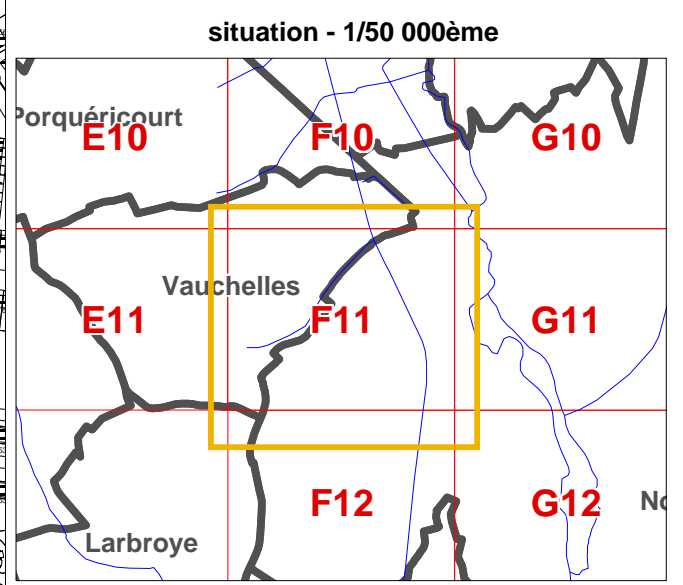 situation - 1/50 000ème
Porquéricourt
E10
F10
G10
Vauchelles
E11
F11
G11
F12
G12
Larbroye